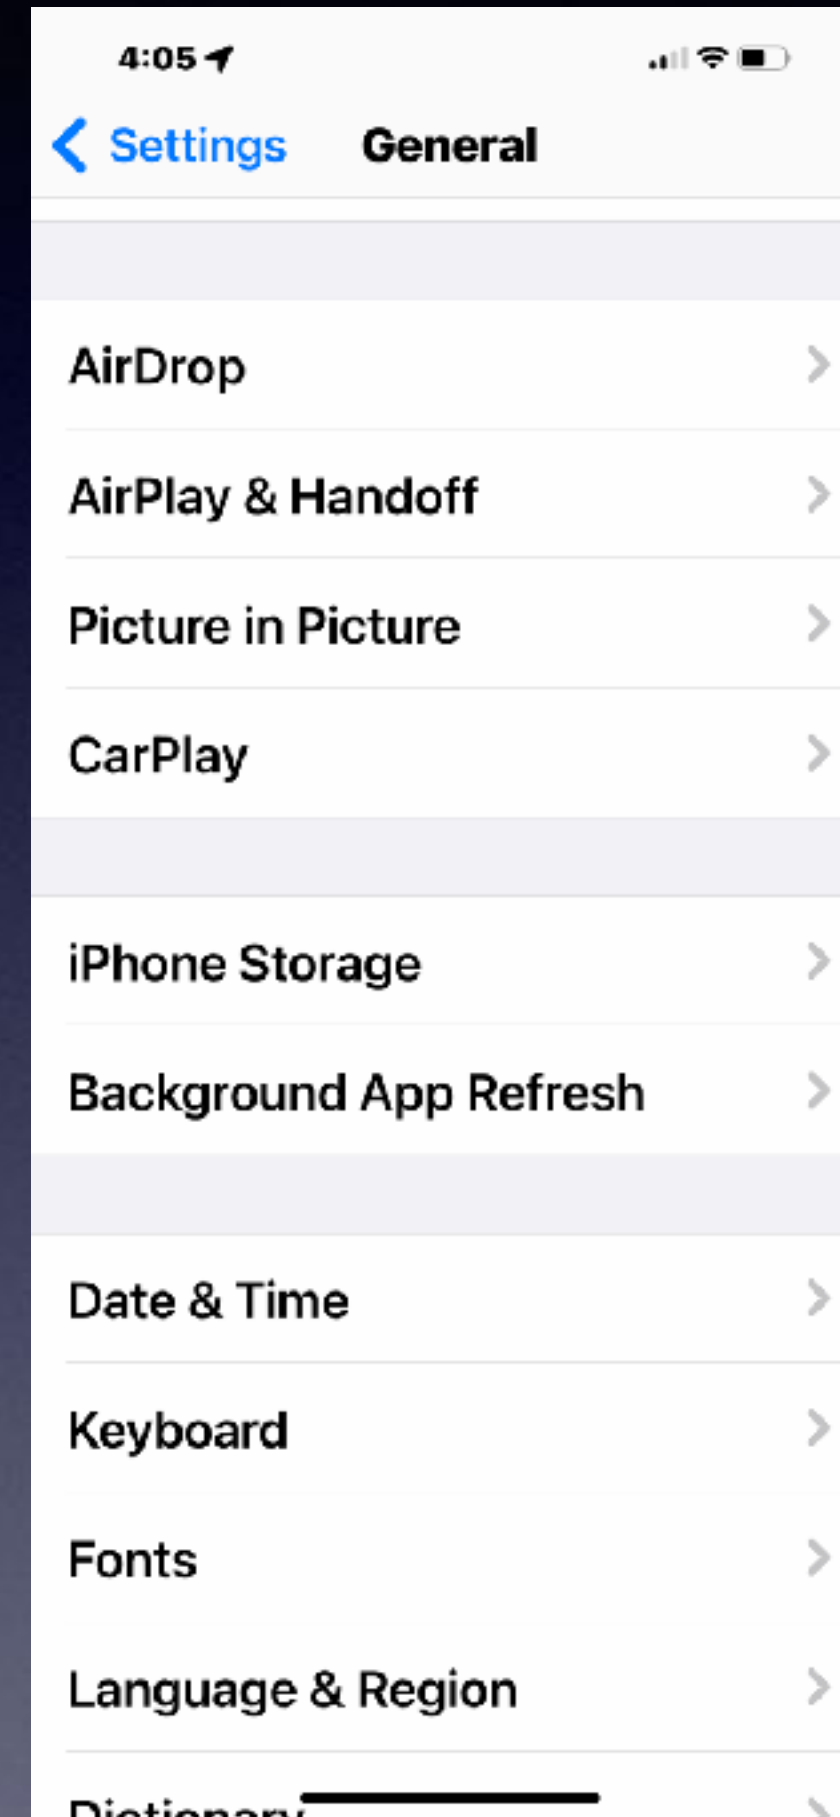 4:05
Settings
General
AirDrop
AirPlay & Handoff
Picture in Picture
CarPlay
iPhone Storage
Background App Refresh
Date & Time
Keyboard
Fonts
Language & Region
Dictionary